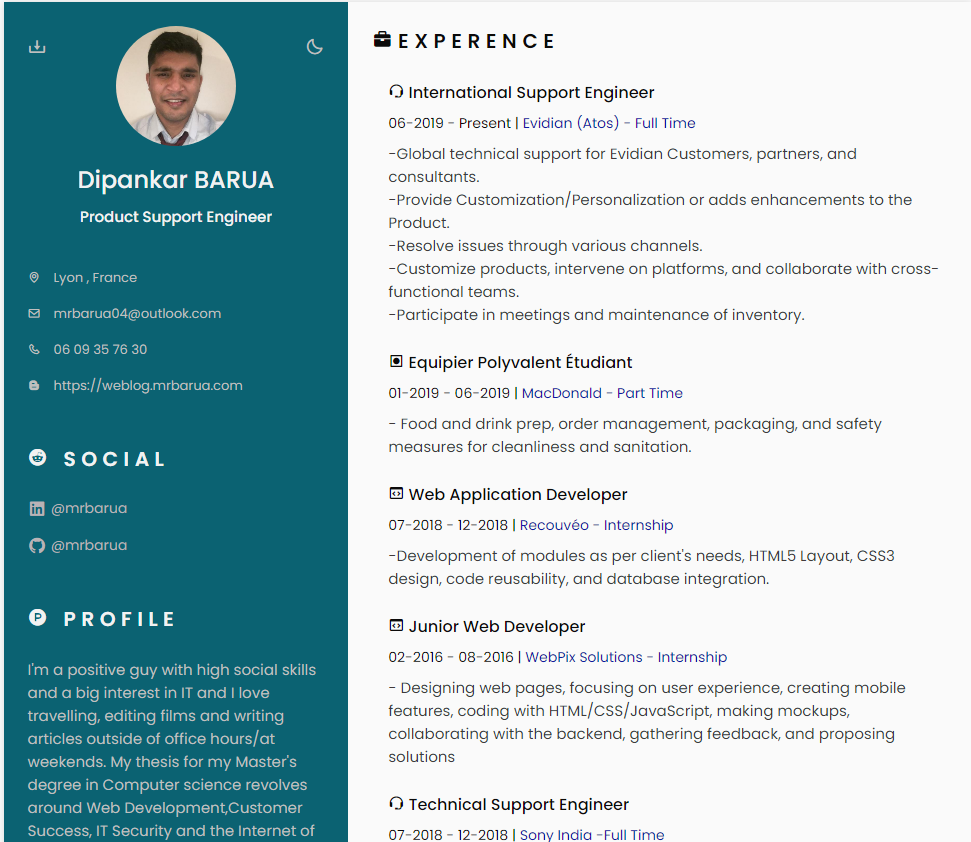 Dipankar BARUA
Product Support Engineer
Lyon , France
mrbarua04@outlook.com
06 09 35 76 30
https://weblog.mrbarua.com
SOCIAL
@mrbarua
@mrbarua
PROFILE
I'm a positive guy with high social skills
and a big interest in IT and I love
travelling, editing films and writing
articles outside of office hours/at
weekends. My thesis for my Master's
degree in Computer science revolves
around Web Development,Customer
Success, IT Security and the Internet of
EXPERENCE
International Support Engineer
06-2019 - Present | Evidian (Atos) - Full Time
-Global technical support for Evidian Customers, partners, and
consultants.
-Provide Customization/Personalization or adds enhancements to the
Product.
-Resolve issues through various channels.
-Customize products, intervene on platforms, and collaborate with cross-
functional teams.
-Participate in meetings and maintenance of inventory.
Equipier Polyvalent Étudiant
01-2019 - 06-2019 | MacDonald - Part Time
- Food and drink prep, order management, packaging, and safety
measures for cleanliness and sanitation.
Web Application Developer
07-2018 - 12-2018 | Recouvéo - Internship
-Development of modules as per client's needs, HTML5 Layout, CSS3
design, code reusability, and database integration.
Junior Web Developer
02-2016 - 08-2016 | WebPix Solutions - Internship
- Designing web pages, focusing on user experience, creating mobile
features, coding with HTML/CSS/JavaScript, making mockups,
collaborating with the backend, gathering feedback, and proposing
solutions
Technical Support Engineer
07-2018 - 12-2018 | Sony India -Full Time